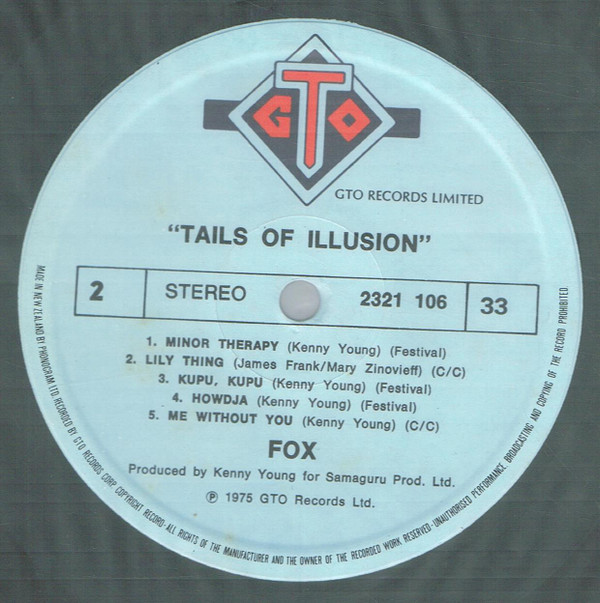 GTO
GTO RECORDS LIMITED
"TAILS OF ILLUSION"
2 STEREO 2321 106 33
1. MINOR THERAPY (Kenny Young) (Festival)
2. LILY THING (James Frank/Mary Zinovieff) (C/C)
3. KUPU, KUPU (Kenny Young) (Festival)
4. HOWDJA (Kenny Young) (Festival)
5. ME WITHOUT YOU (Kenny Young) (C/C)
FOX
Produced by Kenny Young for Samaguru Prod. Ltd.
℗ 1975 GTO Records Ltd.
MADE IN NEW ZEALAND BY PHONOGRAM LTD. RECORDED BY GTO RECORDS CORP. COPYRIGHT RECORD·ALL RIGHTS OF THE MANUFACTURER AND THE OWNER OF THE RECORDED WORK RESERVED·UNAUTHORISED PERFORMANCE, BROADCASTING AND COPYING OF THE RECORD PROHIBITED.